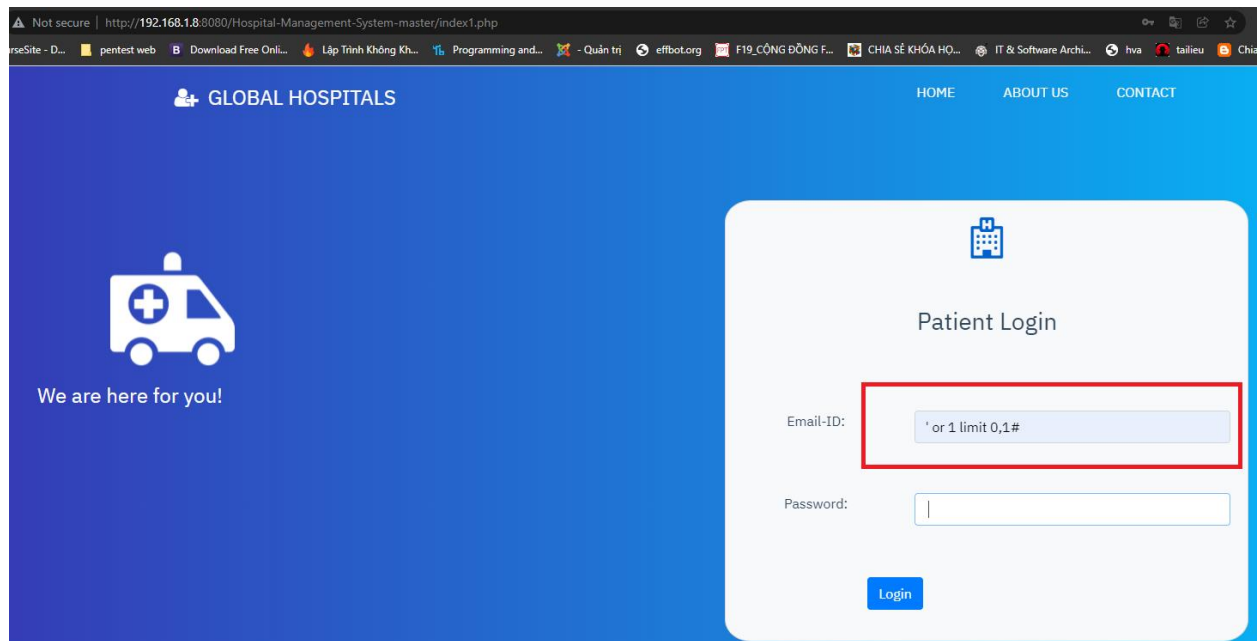 Not secure | http://192.168.1.8:8080/Hospital-Management-System-master/index1.php
rseSite - D... pentest web B Download Free Onli... Lập Trình Không Kh... Programming and... - Quản trị effbot.org F19_CỘNG ĐỒNG F... CHIA SẺ KHÓA HỌ... IT & Software Archi... hva tailieu Chia
GLOBAL HOSPITALS HOME ABOUT US CONTACT
H
Patient Login
We are here for you!
Email-ID: ' or 1 limit 0,1#
Password:
Login